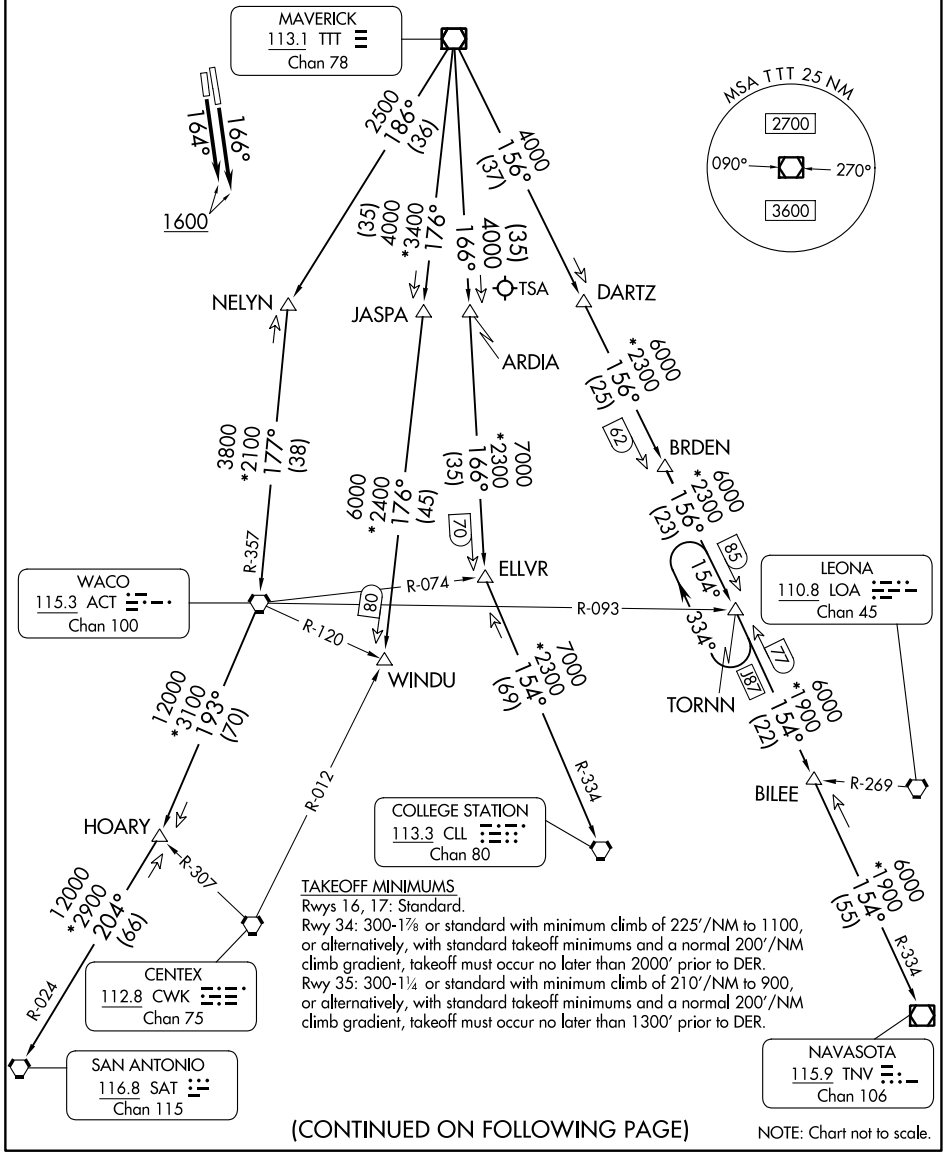 MAVERICK
113.1 TTT
Chan 78
164°
166°
1600
2500
186°
(36)
(35)
4000
*3400
176°
(35)
4000
166°
4000
156°
(37)
MSA TTT 25 NM
2700
090°
270°
3600
TSA
NELYN
JASPA
ARDIA
DARTZ
3800
*2100
177°
(38)
6000
*2400
176°
(45)
7000
*2300
166°
(35)
6000
*2300
156°
(25)
62
BRDEN
6000
*2300
156°
(23)
85
70
80
R-357
WACO
115.3 ACT
Chan 100
R-074
ELLVR
R-093
R-120
WINDU
154°
334°
TORNN
J87
77
LEONA
110.8 LOA
Chan 45
12000
*3100
193°
(70)
7000
*2300
154°
(69)
6000
*1900
154°
(22)
BILEE
R-269
R-012
R-334
HOARY
R-307
COLLEGE STATION
113.3 CLL
Chan 80
12000
*2900
204°
(66)
R-024
6000
*1900
154°
(55)
R-334
CENTEX
112.8 CWK
Chan 75
SAN ANTONIO
116.8 SAT
Chan 115
TAKEOFF MINIMUMS
Rwys 16, 17: Standard.
Rwy 34: 300-1⅞ or standard with minimum climb of 225'/NM to 1100,
or alternatively, with standard takeoff minimums and a normal 200'/NM
climb gradient, takeoff must occur no later than 2000' prior to DER.
Rwy 35: 300-1¼ or standard with minimum climb of 210'/NM to 900,
or alternatively, with standard takeoff minimums and a normal 200'/NM
climb gradient, takeoff must occur no later than 1300' prior to DER.
NAVASOTA
115.9 TNV
Chan 106
(CONTINUED ON FOLLOWING PAGE)
NOTE: Chart not to scale.